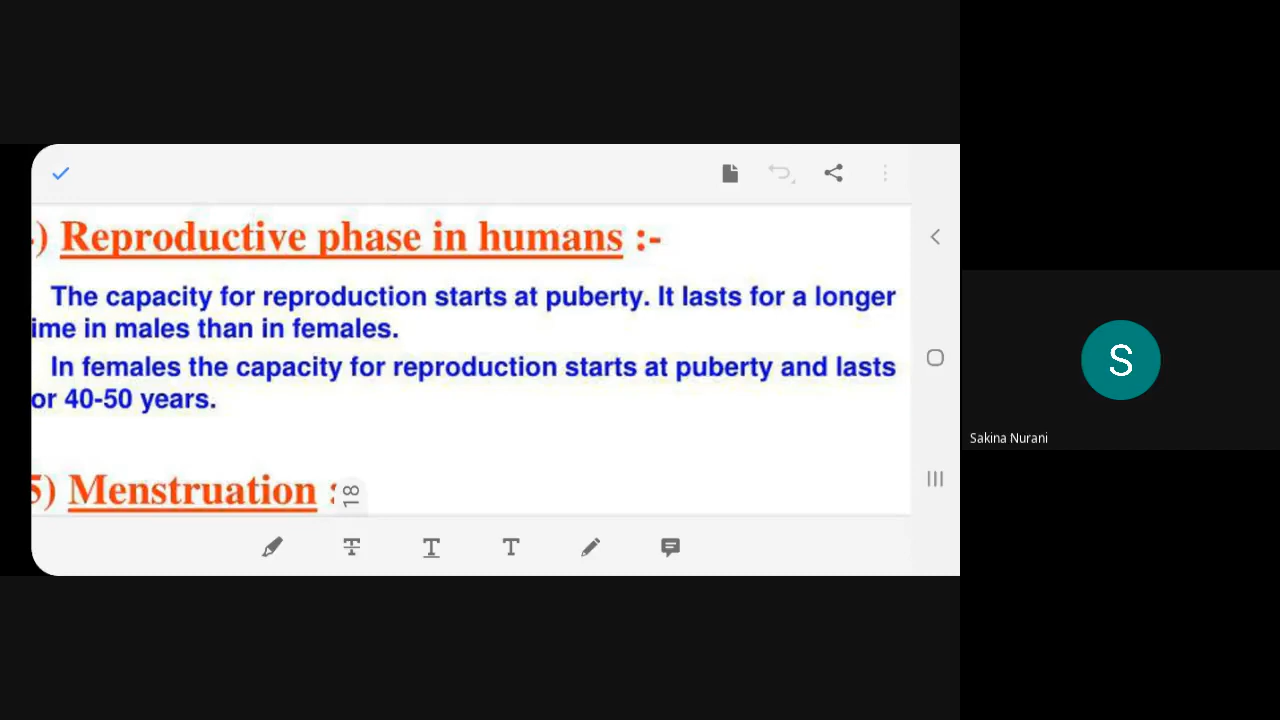 ) Reproductive phase in humans :-
The capacity for reproduction starts at puberty. It lasts for a longer
ime in males than in females.
In females the capacity for reproduction starts at puberty and lasts
or 40-50 years.
5) Menstruation :
18
S
Sakina Nurani